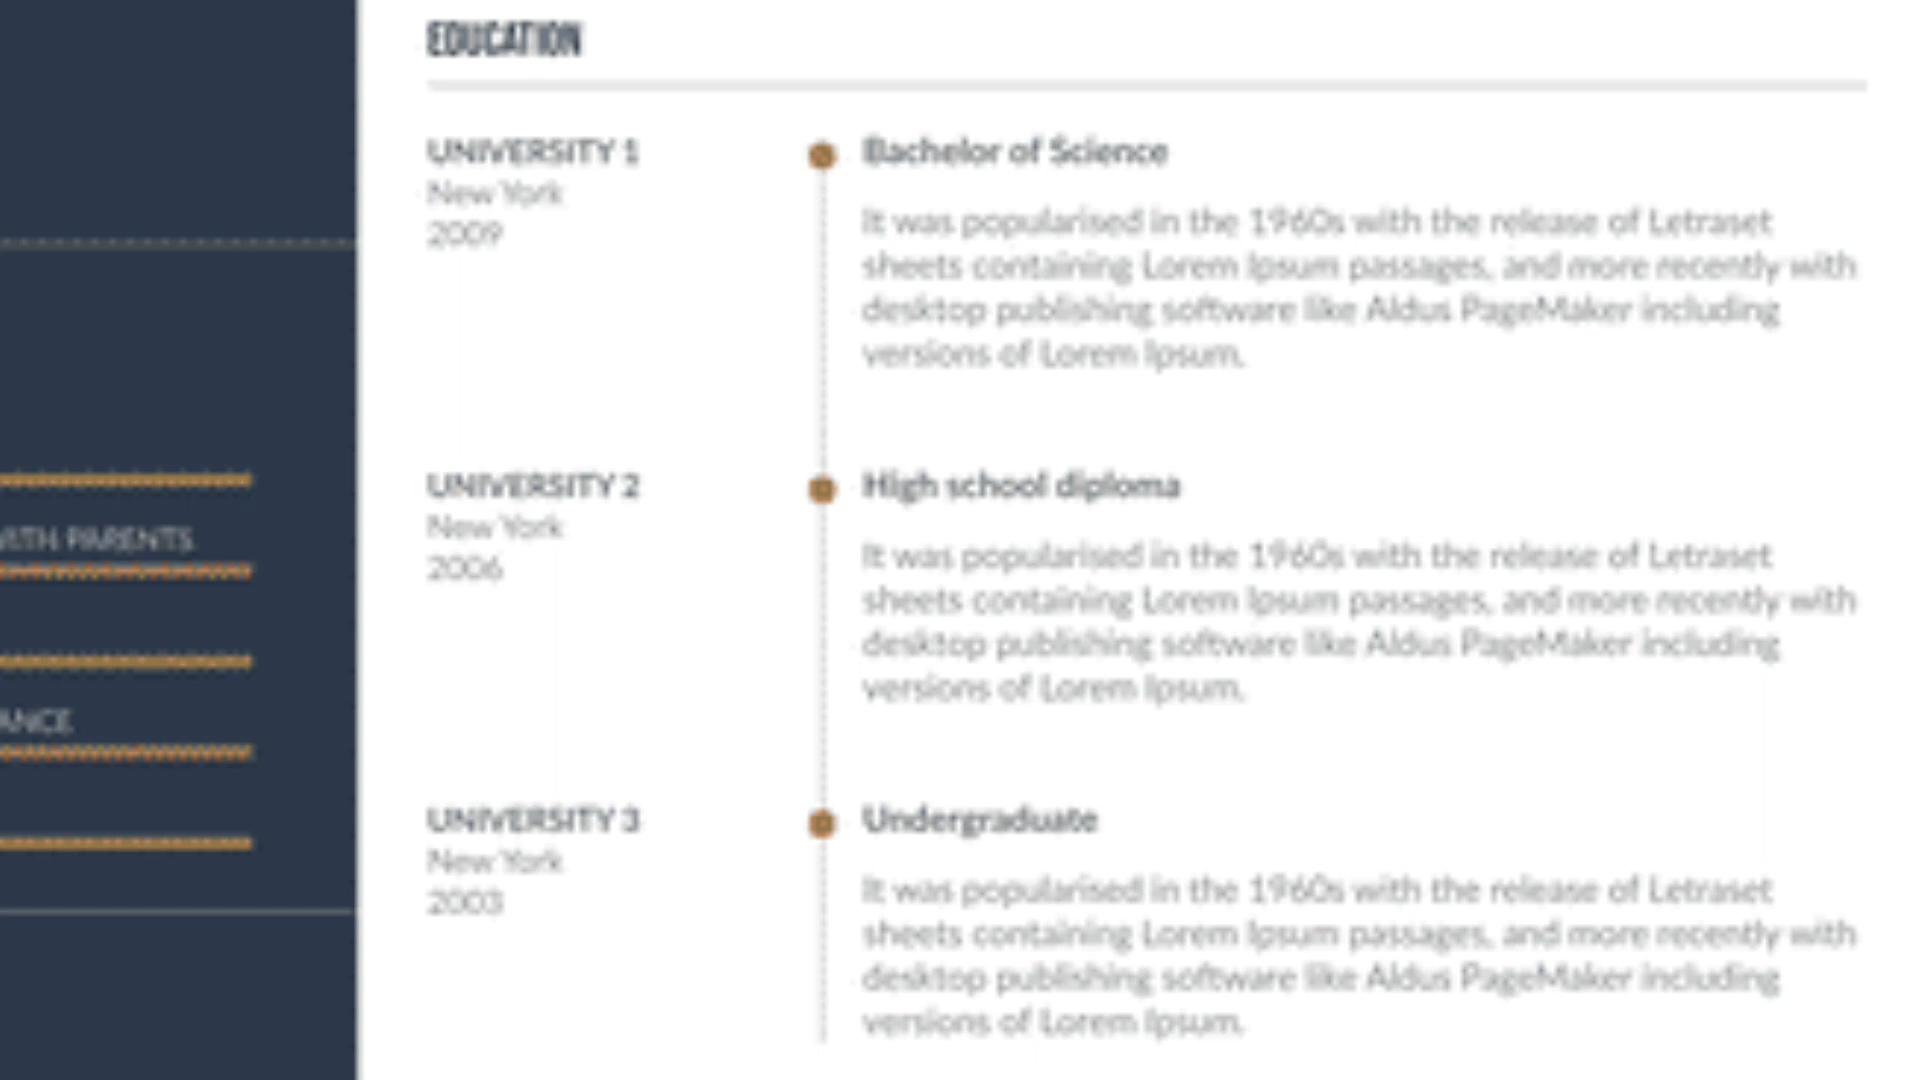 EDUCATION
UNIVERSITY 1
New York
2009
Bachelor of Science
It was popularised in the 1960s with the release of Letraset
sheets containing Lorem Ipsum passages, and more recently with
desktop publishing software like Aldus PageMaker including
versions of Lorem Ipsum.
UNIVERSITY 2
New York
2006
High school diploma
It was popularised in the 1960s with the release of Letraset
sheets containing Lorem Ipsum passages, and more recently with
desktop publishing software like Aldus PageMaker including
versions of Lorem Ipsum.
UNIVERSITY 3
New York
2003
Undergraduate
It was popularised in the 1960s with the release of Letraset
sheets containing Lorem Ipsum passages, and more recently with
desktop publishing software like Aldus PageMaker including
versions of Lorem Ipsum.
WITH PARENTS